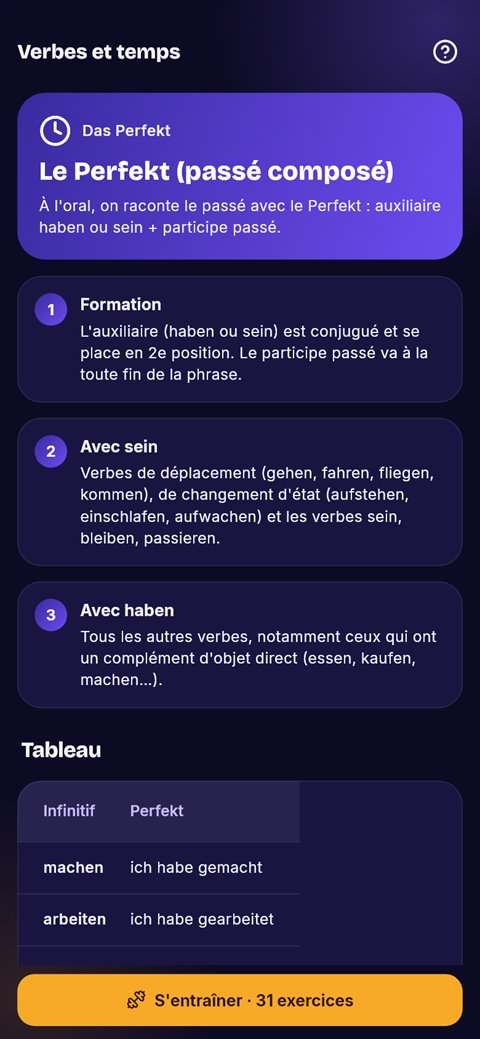 Verbes et temps
Das Perfekt
Le Perfekt (passé composé)
À l'oral, on raconte le passé avec le Perfekt : auxiliaire
haben ou sein + participe passé.
1
Formation
L'auxiliaire (haben ou sein) est conjugué et se
place en 2e position. Le participe passé va à la
toute fin de la phrase.
2
Avec sein
Verbes de déplacement (gehen, fahren, fliegen,
kommen), de changement d'état (aufstehen,
einschlafen, aufwachen) et les verbes sein,
bleiben, passieren.
3
Avec haben
Tous les autres verbes, notamment ceux qui ont
un complément d'objet direct (essen, kaufen,
machen…).
Tableau
Infinitif Perfekt
machen ich habe gemacht
arbeiten ich habe gearbeitet
S'entraîner · 31 exercices